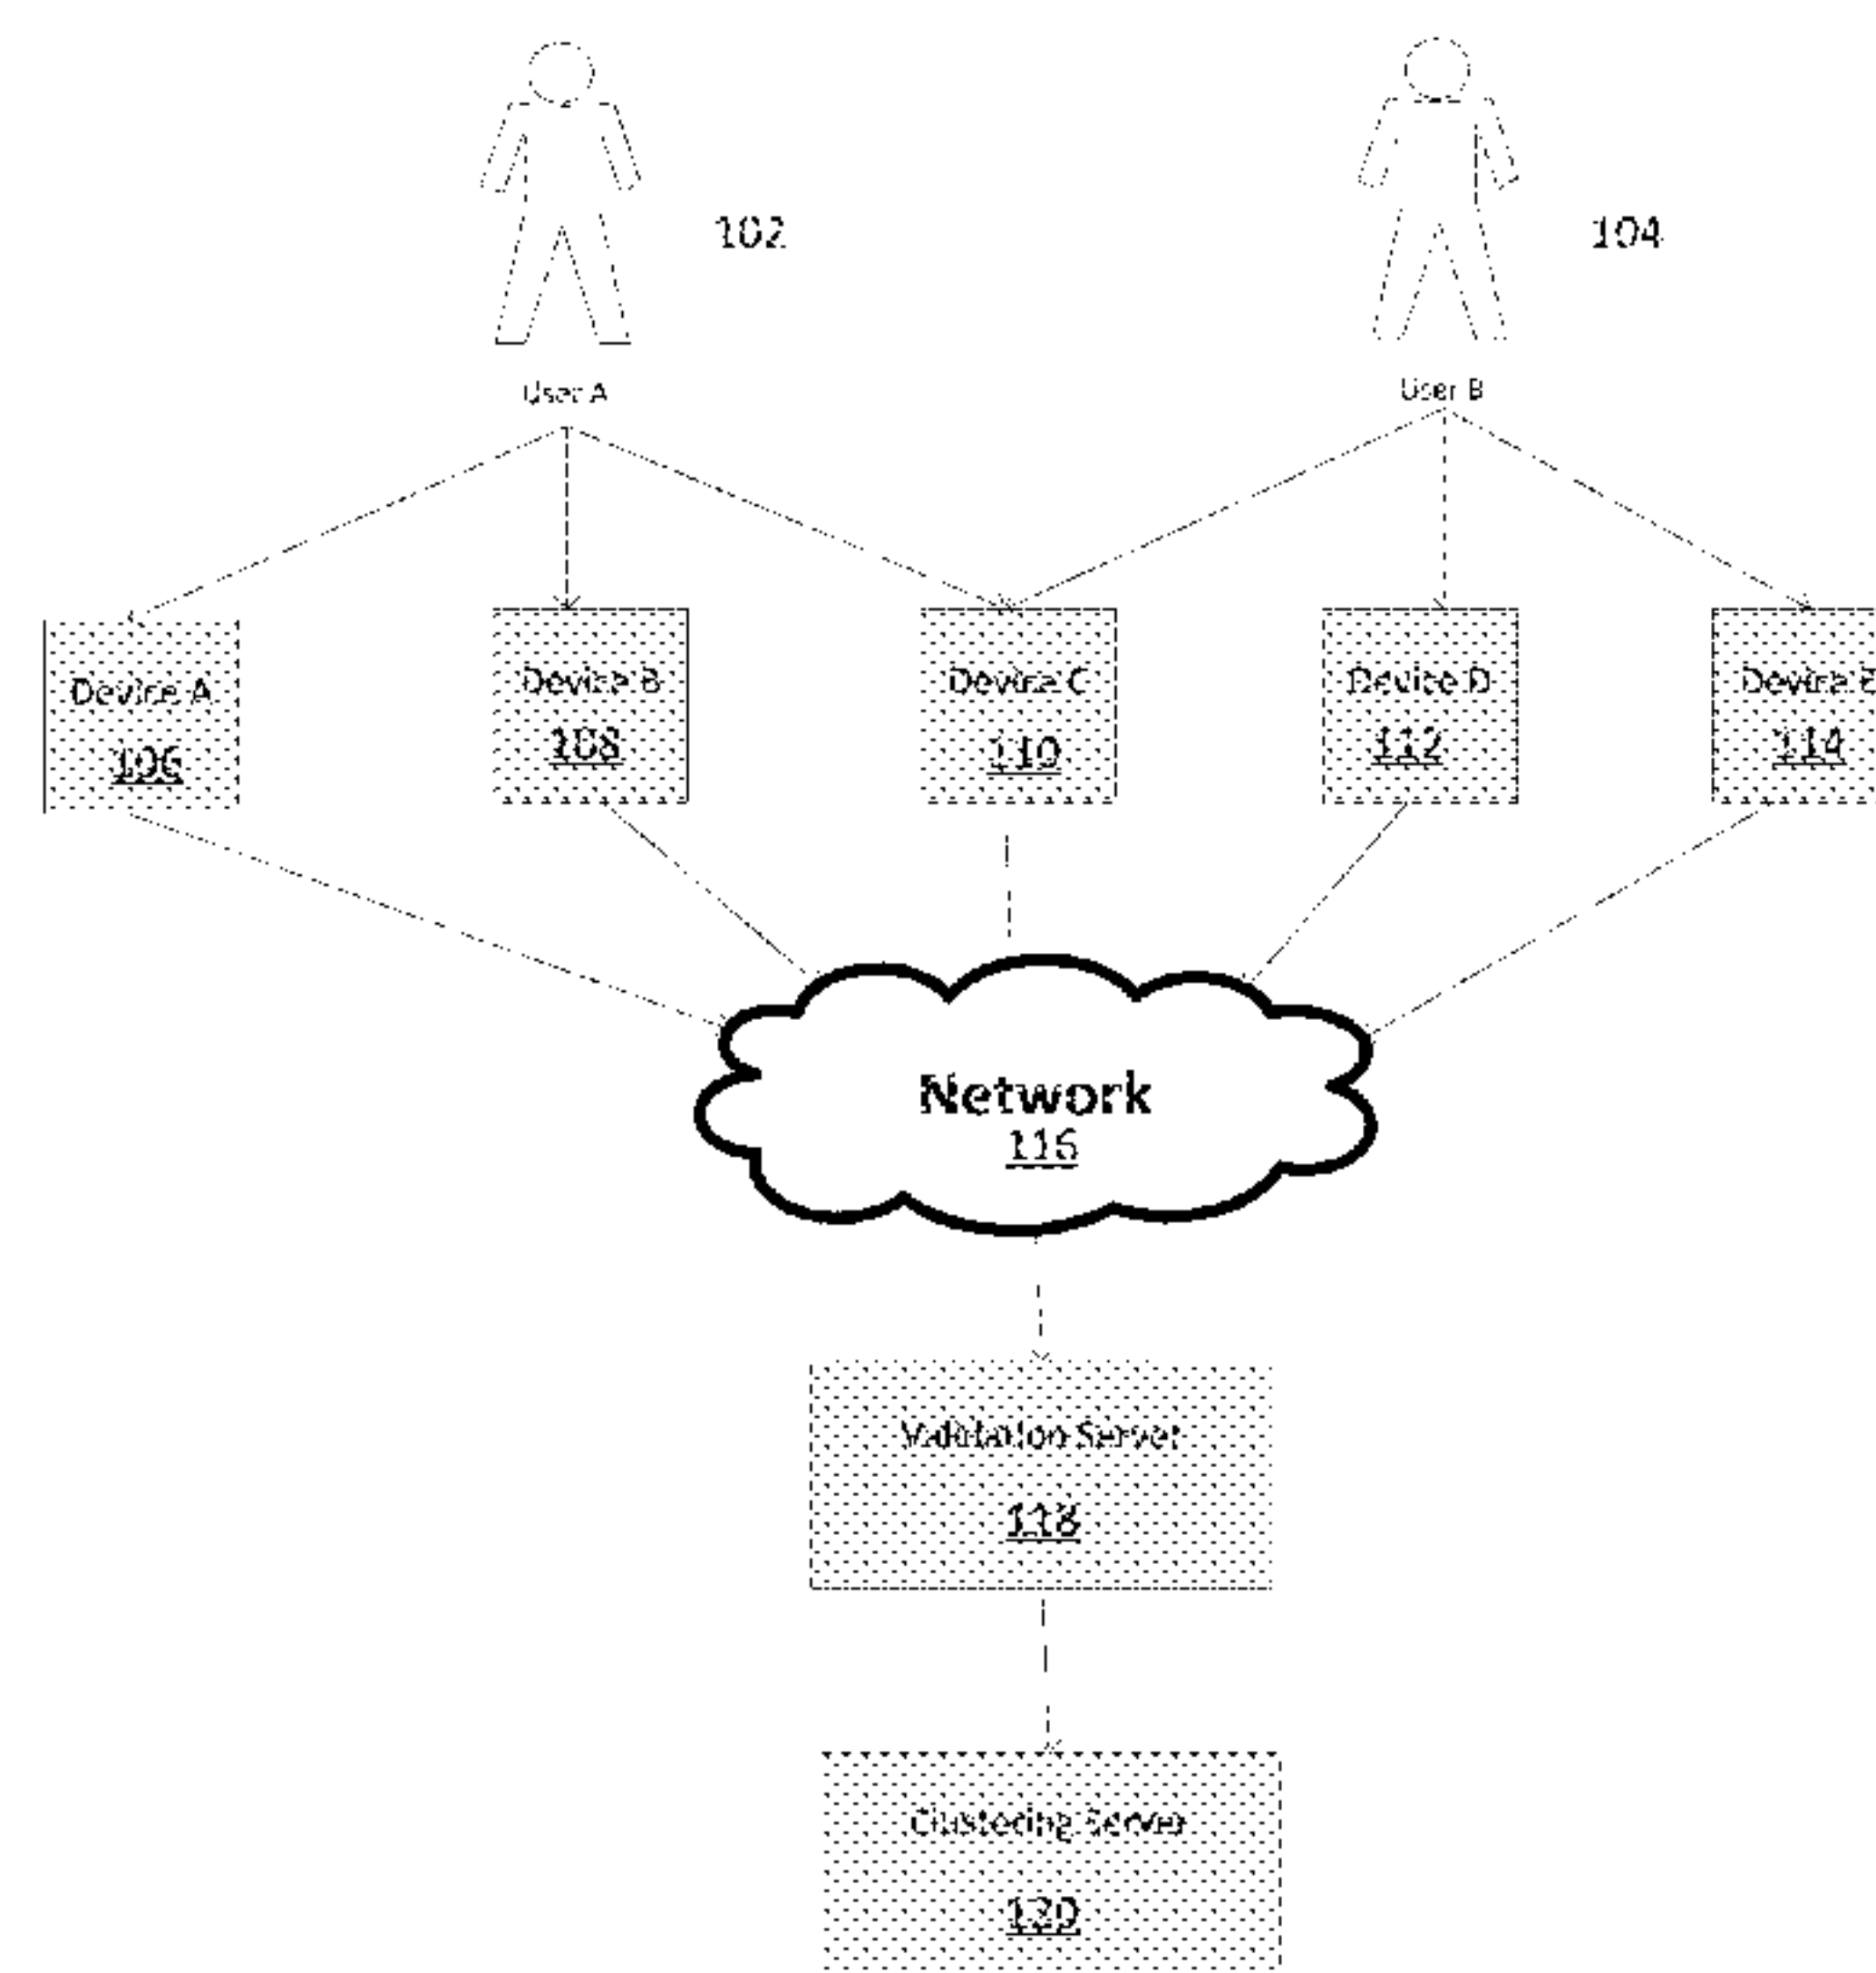 102
104
User A
User B
Device A
106
Device B
108
Device C
110
Device D
112
Device E
114
Network
116
Validation Server
118
Clustering Server
120